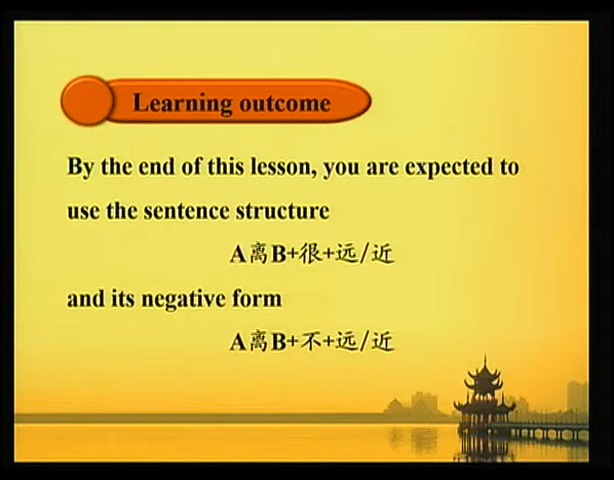 Learning outcome
By the end of this lesson, you are expected to
use the sentence structure
A离B+很+远/近
and its negative form
A离B+不+远/近